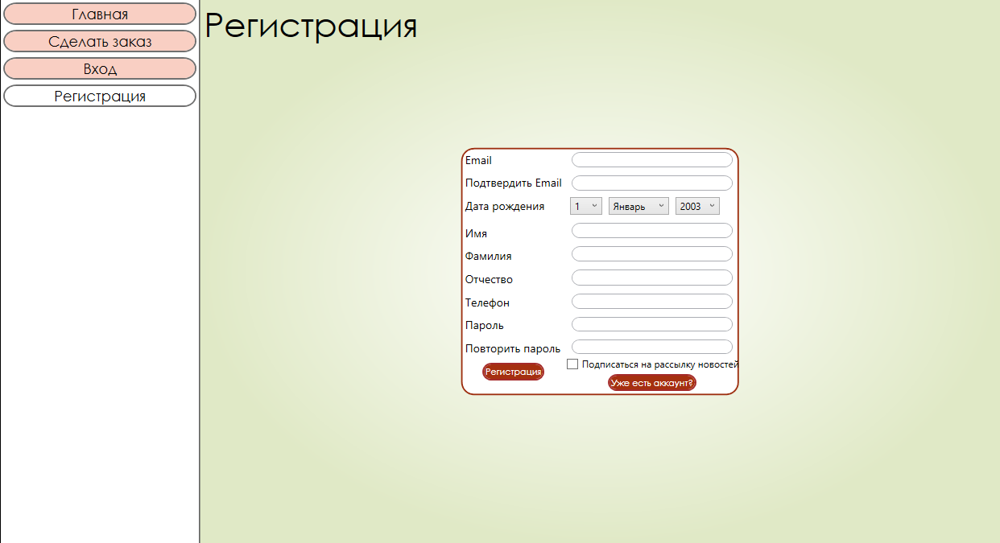 Главная
Сделать заказ
Вход
Регистрация
Регистрация
Email
Подтвердить Email
Дата рождения 1 Январь 2003
Имя
Фамилия
Отчество
Телефон
Пароль
Повторить пароль
Подписаться на рассылку новостей
Регистрация
Уже есть аккаунт?